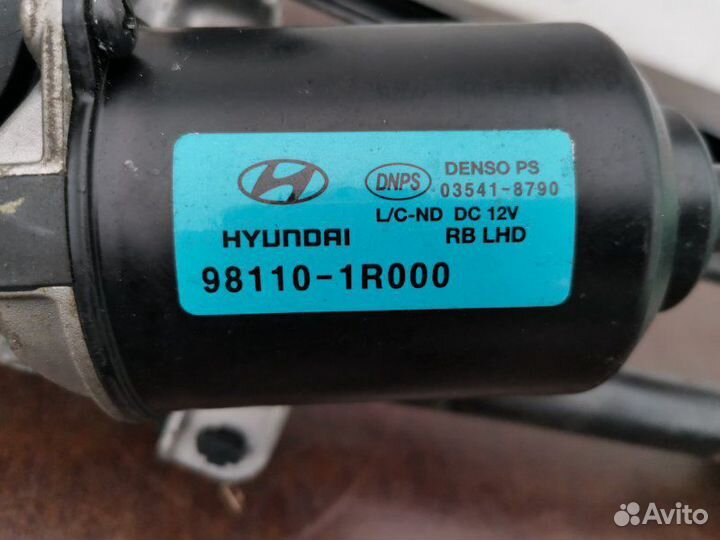 DNPS DENSO PS
03541-8790
L/C-ND DC 12V
HYUNDAI RB LHD
98110-1R000
Avito